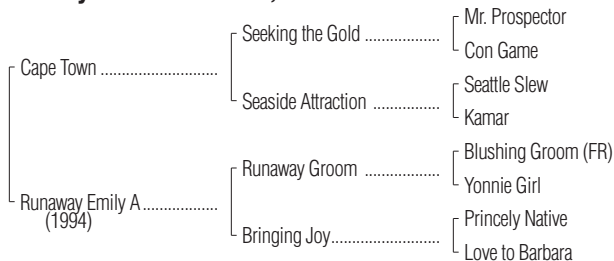 Mr. Prospector
Seeking the Gold ..................
Con Game
Cape Town ............................
Seattle Slew
Seaside Attraction ................
Kamar
Blushing Groom (FR)
Runaway Groom ..................
Yonnie Girl
Runaway Emily A ..................
(1994)
Princely Native
Bringing Joy..........................
Love to Barbara